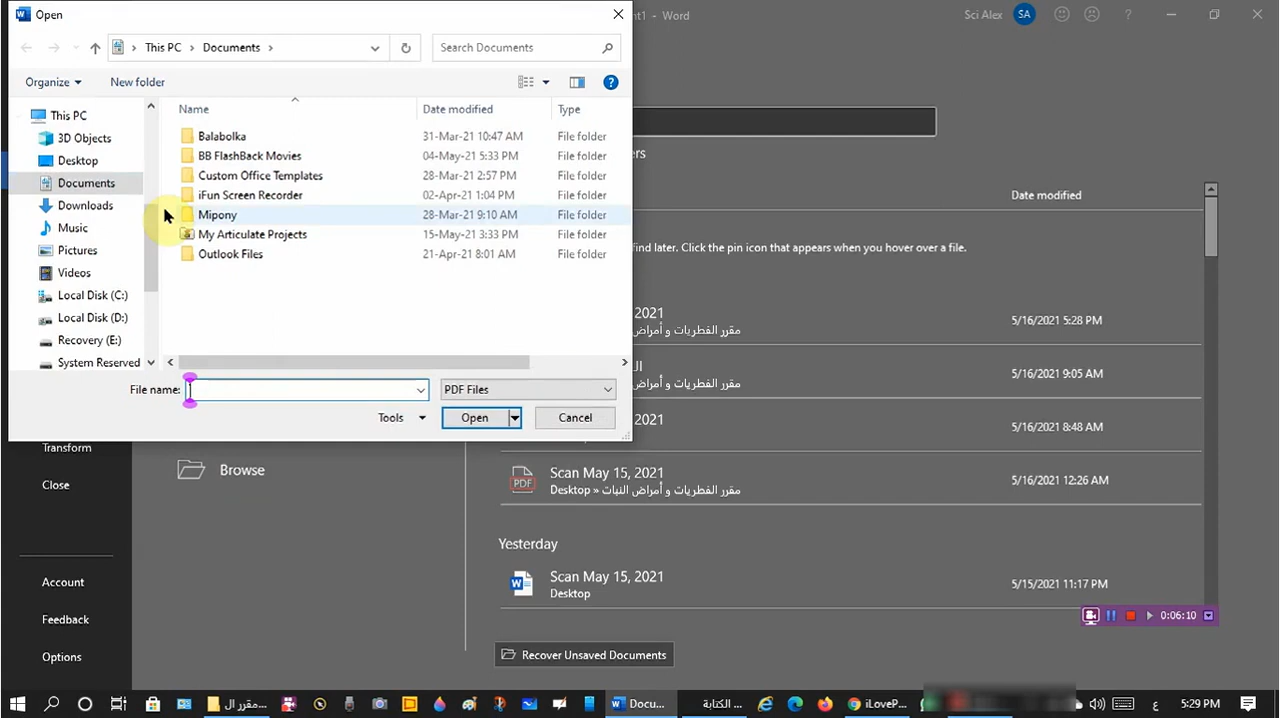 Open
nt1 - Word
Sci Alex
SA
?
This PC > Documents >
Search Documents
Organize
New folder
Name
Date modified
Type
This PC
3D Objects
Desktop
Documents
Downloads
Music
Pictures
Videos
Local Disk (C:)
Local Disk (D:)
Recovery (E:)
System Reserved
Balabolka 31-Mar-21 10:47 AM File folder
BB FlashBack Movies 04-May-21 5:33 PM File folder
Custom Office Templates 28-Mar-21 2:57 PM File folder
iFun Screen Recorder 02-Apr-21 1:04 PM File folder
Mipony 28-Mar-21 9:10 AM File folder
My Articulate Projects 15-May-21 3:33 PM File folder
Outlook Files 21-Apr-21 8:01 AM File folder
File name:
PDF Files
Tools
Open
Cancel
ers
Date modified
find later. Click the pin icon that appears when you hover over a file.
2021
مقرر الفطريات و أمراض
5/16/2021 5:28 PM
ال
مقرر الفطريات و أمراض
5/16/2021 9:05 AM
2021
5/16/2021 8:48 AM
PDF
Scan May 15, 2021
Desktop » مقرر الفطريات و أمراض النبات
5/16/2021 12:26 AM
Yesterday
Scan May 15, 2021
Desktop
5/15/2021 11:17 PM
Transform
Close
Browse
Account
Feedback
Options
Recover Unsaved Documents
0:06:10
مقرر ال...
Docu...
الكتابة ...
iLoveP...
ع
5:29 PM